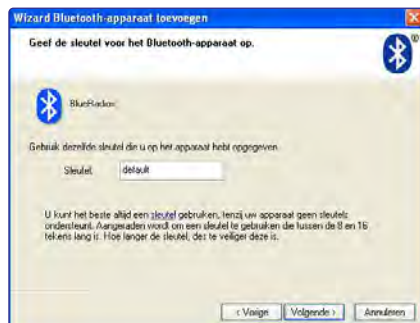 Wizard Bluetooth-apparaat toevoegen
Geef de sleutel voor het Bluetooth-apparaat op.
BlueRadios
Gebruik dezelfde sleutel die u op het apparaat hebt opgegeven.
Sleutel: default
U kunt het beste altijd een sleutel gebruiken, tenzij uw apparaat geen sleutels
ondersteunt. Aangeraden wordt om een sleutel te gebruiken die tussen de 8 en 16
tekens lang is. Hoe langer de sleutel, des te veiliger deze is.
< Vorige Volgende > Annuleren